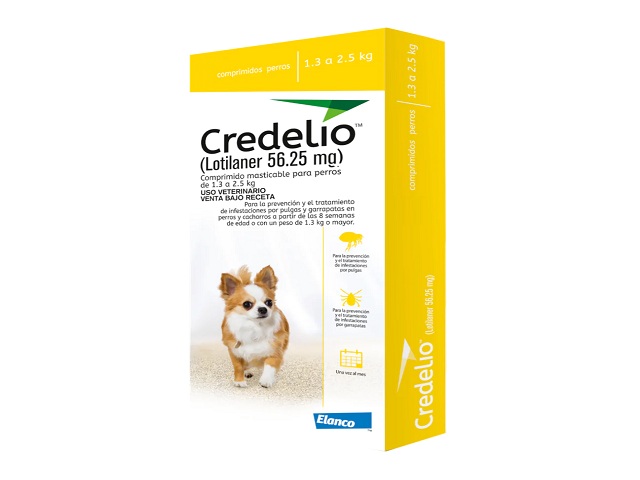 comprimidos perros
1.3 a 2.5 kg
Credelio™
(Lotilaner 56.25 mg)
Comprimido masticable para perros
de 1.3 a 2.5 kg
USO VETERINARIO
VENTA BAJO RECETA
Para la prevención y el tratamiento
de infestaciones por pulgas y garrapatas en
perros y cachorros a partir de las 8 semanas
de edad o con un peso de 1.3 kg o mayor.
Para la prevención
y el tratamiento
de infestaciones
por pulgas
Para la prevención
y el tratamiento
de infestaciones
por garrapatas
Una vez al mes
Elanco
comprimidos perros
1.3 a 2.5 kg
Credelio™
(Lotilaner 56.25 mg)